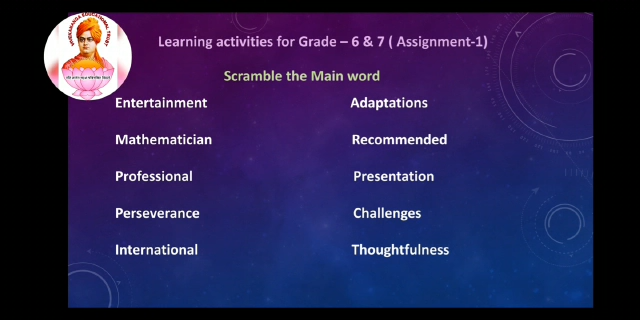 Learning activities for Grade – 6 & 7 ( Assignment-1)
Scramble the Main word
Entertainment Adaptations
Mathematician Recommended
Professional Presentation
Perseverance Challenges
International Thoughtfulness